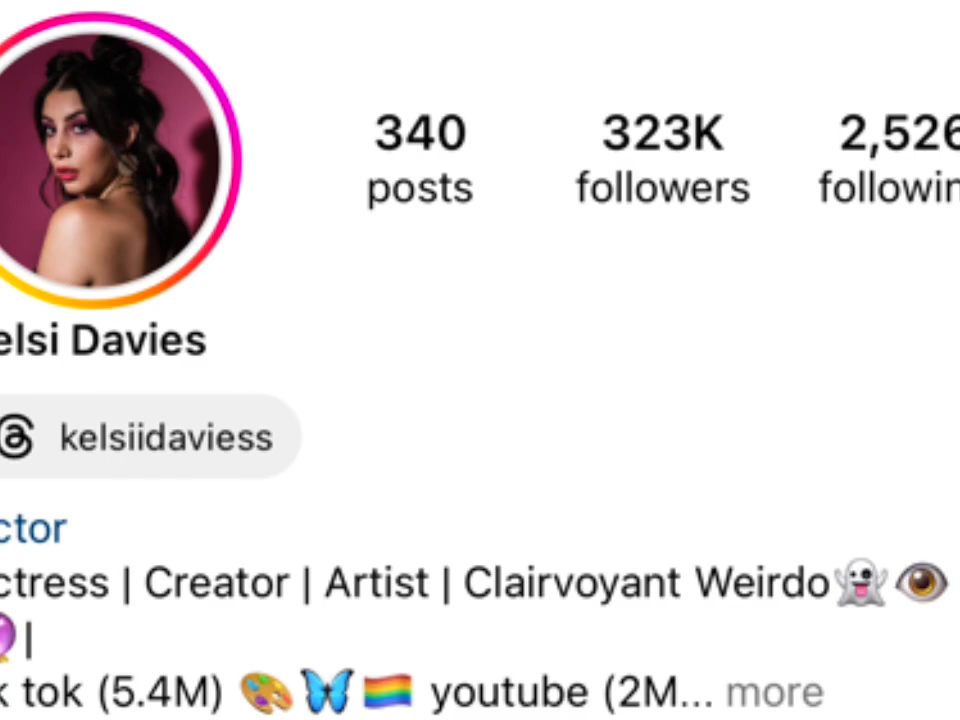 340 323K 2,526
posts followers followin
elsi Davies
kelsiidaviess
ctor
ctress | Creator | Artist | Clairvoyant Weirdo👻👁️
🔮|
k tok (5.4M) 🎨🦋🏳️‍🌈 youtube (2M... more